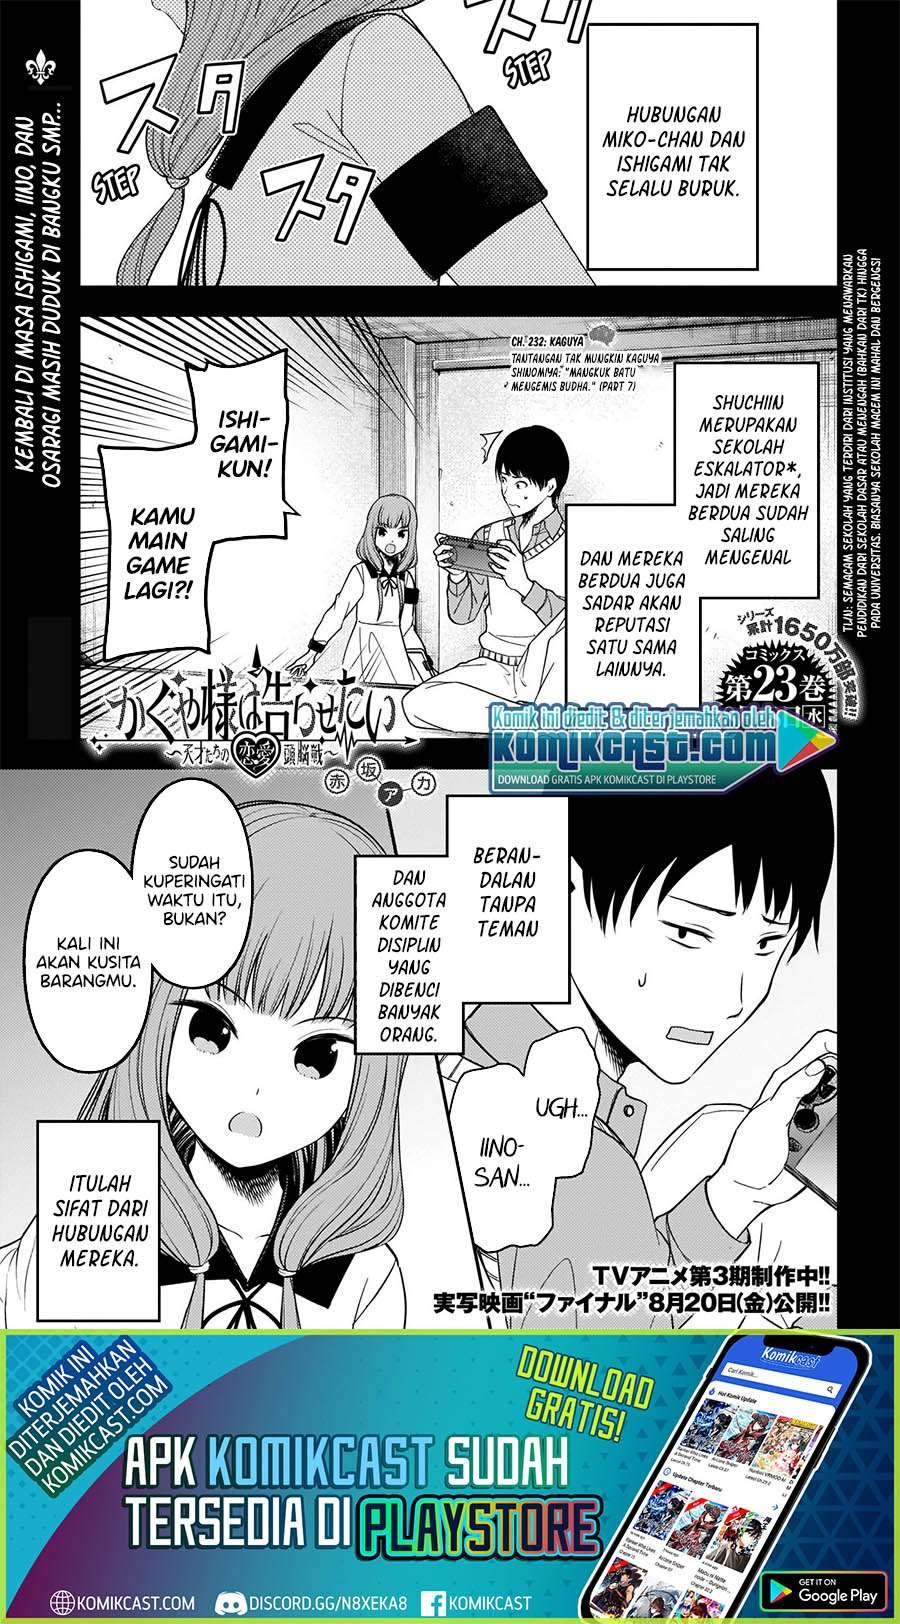 KEMBALI DI MASA ISHIGAMI, IINO, DAN
OSARAGI MASIH DUDUK DI BANGKU SMP...
スタ
STEP
スタ
STEP
スタ
STEP
HUBUNGAN
MIKO-CHAN DAN
ISHIGAMI TAK
SELALU BURUK.
TLN: SEMACAM SEKOLAH YANG TERDIRI DARI INSTITUSI YANG MENAWARKAN
PENDIDIKAN DARI SEKOLAH DASAR ATAU MENENGAH (BAHKAN DARI TK) HINGGA
PADA UNIVERSITAS. BIASANYA SEKOLAH MACEM INI MAHAL DAN BERGENGSI
CH. 232: KAGUYA
TANTANGAN TAK MUNGKIN KAGUYA
SHINOMIYA: "MANGKUK BATU
MENGEMIS BUDHA." (PART 7)
SHUCHIIN
MERUPAKAN
SEKOLAH
ESKALATOR*,
JADI MEREKA
BERDUA SUDAH
SALING
MENGENAL
DAN MEREKA
BERDUA JUGA
SADAR AKAN
REPUTASI
SATU SAMA
LAINNYA.
ISHI-
GAMI-
KUN!
KAMU
MAIN
GAME
LAGI?!
シリーズ
累計1650万部突破!!
コミックス
第23巻
水
かぐや様は告らせたい
～天才たちの恋愛頭脳戦～
赤坂アカ
Komik ini diedit & diterjemahkan oleh
KOMIKCAST.COM
DOWNLOAD GRATIS APK KOMIKCAST DI PLAYSTORE
BERAN-
DALAN
TANPA
TEMAN
DAN
ANGGOTA
KOMITE
DISIPLIN
YANG
DIBENCI
BANYAK
ORANG.
SUDAH
KUPERINGATI
WAKTU ITU,
BUKAN?
KALI INI
AKAN KUSITA
BARANGMU.
UGH...
IINO-
SAN...
ITULAH
SIFAT DARI
HUBUNGAN
MEREKA.
TVアニメ第3期制作中!!
実写映画“ファイナル”8月20日(金)公開!!
KOMIK INI
DITERJEMAHKAN
DAN DIEDIT OLEH
KOMIKCAST.COM
DOWNLOAD
GRATIS!
APK KOMIKCAST SUDAH
TERSEDIA DI PLAYSTORE
Komikcast
Cari Komik...
Hot Komik Update
Update Chapter Terbaru
KOMIKCAST.COM
DISCORD.GG/N8XEKA8
KOMIKCAST
GET IT ON
Google Play